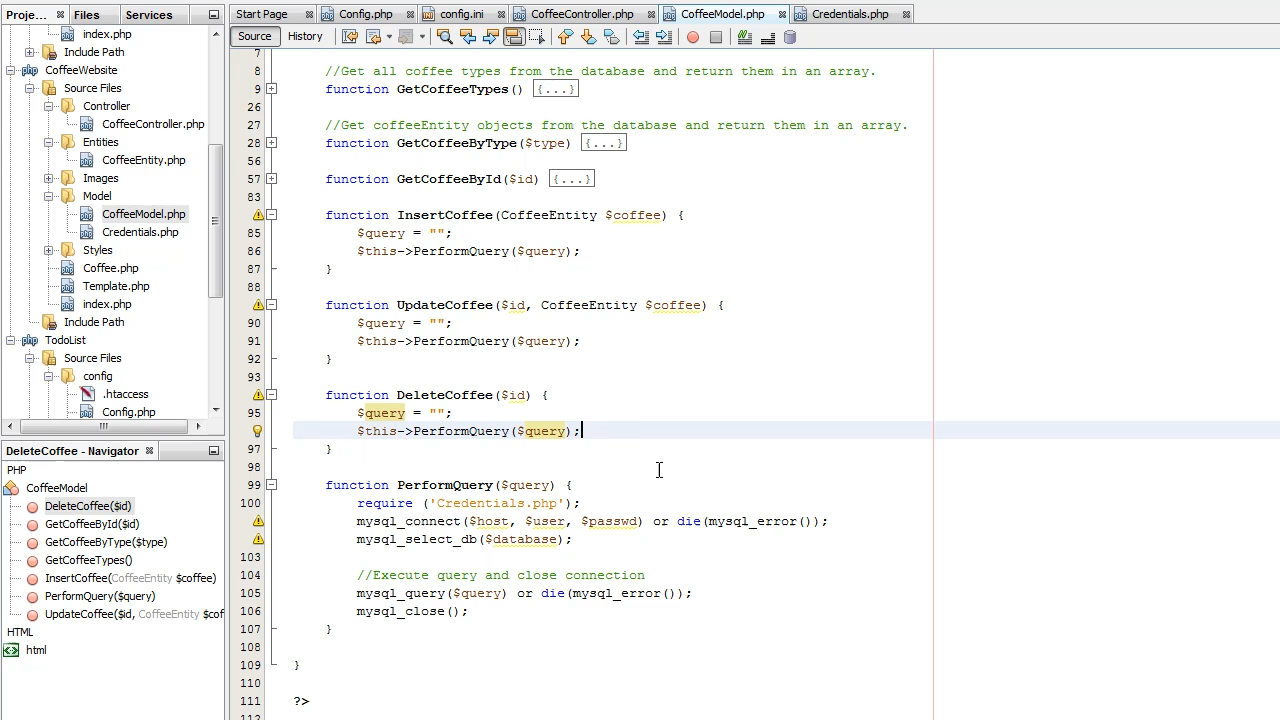 Proje... Files Services
Start Page Config.php config.ini CoffeeController.php CoffeeModel.php Credentials.php
Source History
index.php
Include Path
CoffeeWebsite
Source Files
Controller
CoffeeController.php
Entities
CoffeeEntity.php
Images
Model
CoffeeModel.php
Credentials.php
Styles
Coffee.php
Template.php
index.php
Include Path
TodoList
Source Files
config
.htaccess
Config.php
DeleteCoffee - Navigator
PHP
CoffeeModel
DeleteCoffee($id)
GetCoffeeById($id)
GetCoffeeByType($type)
GetCoffeeTypes()
InsertCoffee(CoffeeEntity $coffee)
PerformQuery($query)
UpdateCoffee($id, CoffeeEntity $cof
HTML
html
7
8 //Get all coffee types from the database and return them in an array.
9 function GetCoffeeTypes() {...}
26
27 //Get coffeeEntity objects from the database and return them in an array.
28 function GetCoffeeByType($type) {...}
56
57 function GetCoffeeById($id) {...}
83
function InsertCoffee(CoffeeEntity $coffee) {
85 $query = "";
86 $this->PerformQuery($query);
87 }
88
function UpdateCoffee($id, CoffeeEntity $coffee) {
90 $query = "";
91 $this->PerformQuery($query);
92 }
93
function DeleteCoffee($id) {
95 $query = "";
$this->PerformQuery($query);
97 }
98
99 function PerformQuery($query) {
100 require ('Credentials.php');
mysql_connect($host, $user, $passwd) or die(mysql_error());
mysql_select_db($database);
103
104 //Execute query and close connection
105 mysql_query($query) or die(mysql_error());
106 mysql_close();
107 }
108
109 }
110
111 ?>
112